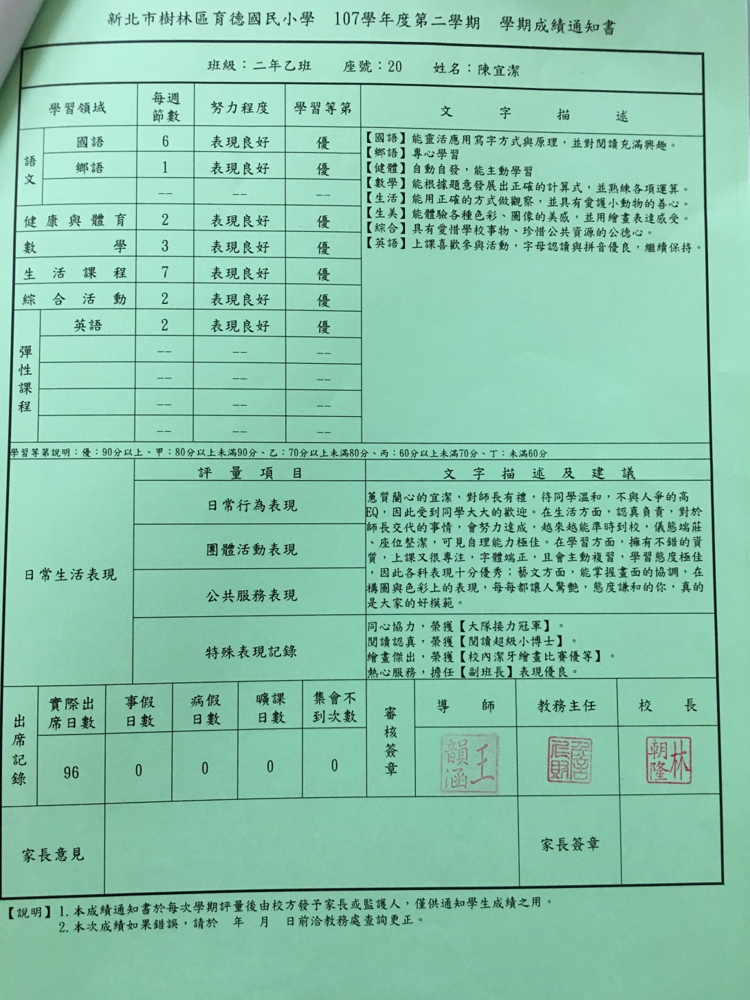 新北市樹林區育德國民小學 107學年度第二學期 學期成績通知書
班級：二年乙班 座號：20 姓名：陳宜潔
學習領域 每週節數 努力程度 學習等第 文字描述
語文 國語 6 表現良好 優
鄉語 1 表現良好 優
-- -- --
健康與體育 2 表現良好 優
數學 3 表現良好 優
生活課程 7 表現良好 優
綜合活動 2 表現良好 優
彈性課程 英語 2 表現良好 優
-- -- --
-- -- --
-- -- --
-- -- --
【國語】能靈活應用寫字方式與原理，並對閱讀充滿興趣。
【鄉語】專心學習
【健體】自動自發，能主動學習
【數學】能根據題意發展出正確的計算式，並熟練各項運算。
【生活】能用正確的方式做觀察，並具有愛護小動物的善心。
【生美】能體驗各種色彩、圖像的美感，並用繪畫表達感受。
【綜合】具有愛惜學校事物、珍惜公共資源的公德心。
【英語】上課喜歡參與活動，字母認讀與拼音優良，繼續保持。
學習等第說明：優：90分以上、甲：80分以上未滿90分、乙：70分以上未滿80分、丙：60分以上未滿70分、丁：未滿60分
日常生活表現
評量項目 文字描述及建議
日常行為表現
團體活動表現
公共服務表現
蕙質蘭心的宜潔，對師長有禮，待同學溫和，不與人爭的高
EQ，因此受到同學大大的歡迎。在生活方面，認真負責，對於
師長交代的事情，會努力達成，越來越能準時到校，儀態端莊
、座位整潔，可見自理能力極佳。在學習方面，擁有不錯的資
質，上課又很專注，字體端正，且會主動複習，學習態度極佳
，因此各科表現十分優秀；藝文方面，能掌握畫面的協調，在
構圖與色彩上的表現，每每都讓人驚艷，態度謙和的你，真的
是大家的好模範。
特殊表現記錄
同心協力，榮獲【大隊接力冠軍】。
閱讀認真，榮獲【閱讀超級小博士】。
繪畫傑出，榮獲【校內潔牙繪畫比賽優等】。
熱心服務，擔任【副班長】表現優良。
出席記錄 實際出席日數 事假日數 病假日數 曠課日數 集會不到次數 審核簽章 導師 教務主任 校長
96 0 0 0 0
王韻涵
林朝隆
家長意見 家長簽章
【說明】1.本成績通知書於每次學期評量後由校方發予家長或監護人，僅供通知學生成績之用。
2.本次成績如果錯誤，請於 年 月 日前洽教務處查詢更正。